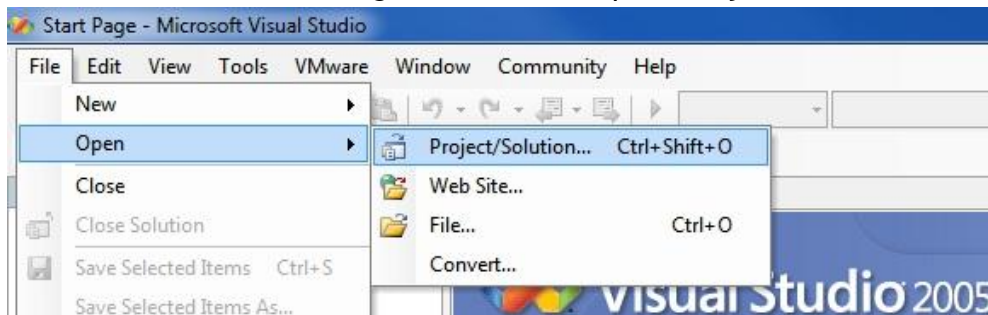 Start Page - Microsoft Visual Studio
File Edit View Tools VMware Window Community Help
New
Open
Project/Solution... Ctrl+Shift+O
Close
Web Site...
Close Solution
File... Ctrl+O
Save Selected Items Ctrl+S
Convert...
Save Selected Items As...
Visual Studio 2005